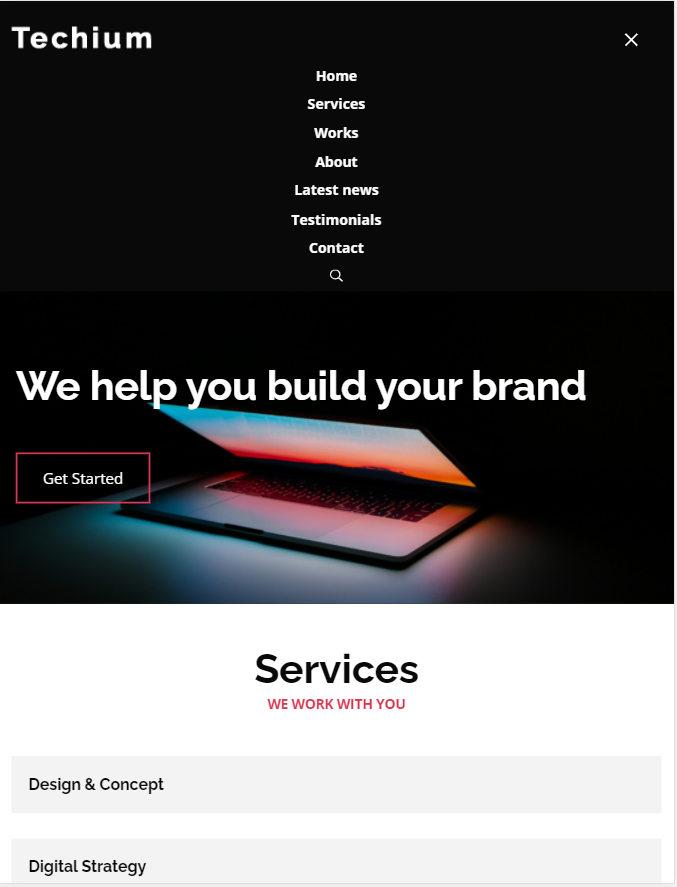 Techium
Home
Services
Works
About
Latest news
Testimonials
Contact
We help you build your brand
Get Started
Services
WE WORK WITH YOU
Design & Concept
Digital Strategy